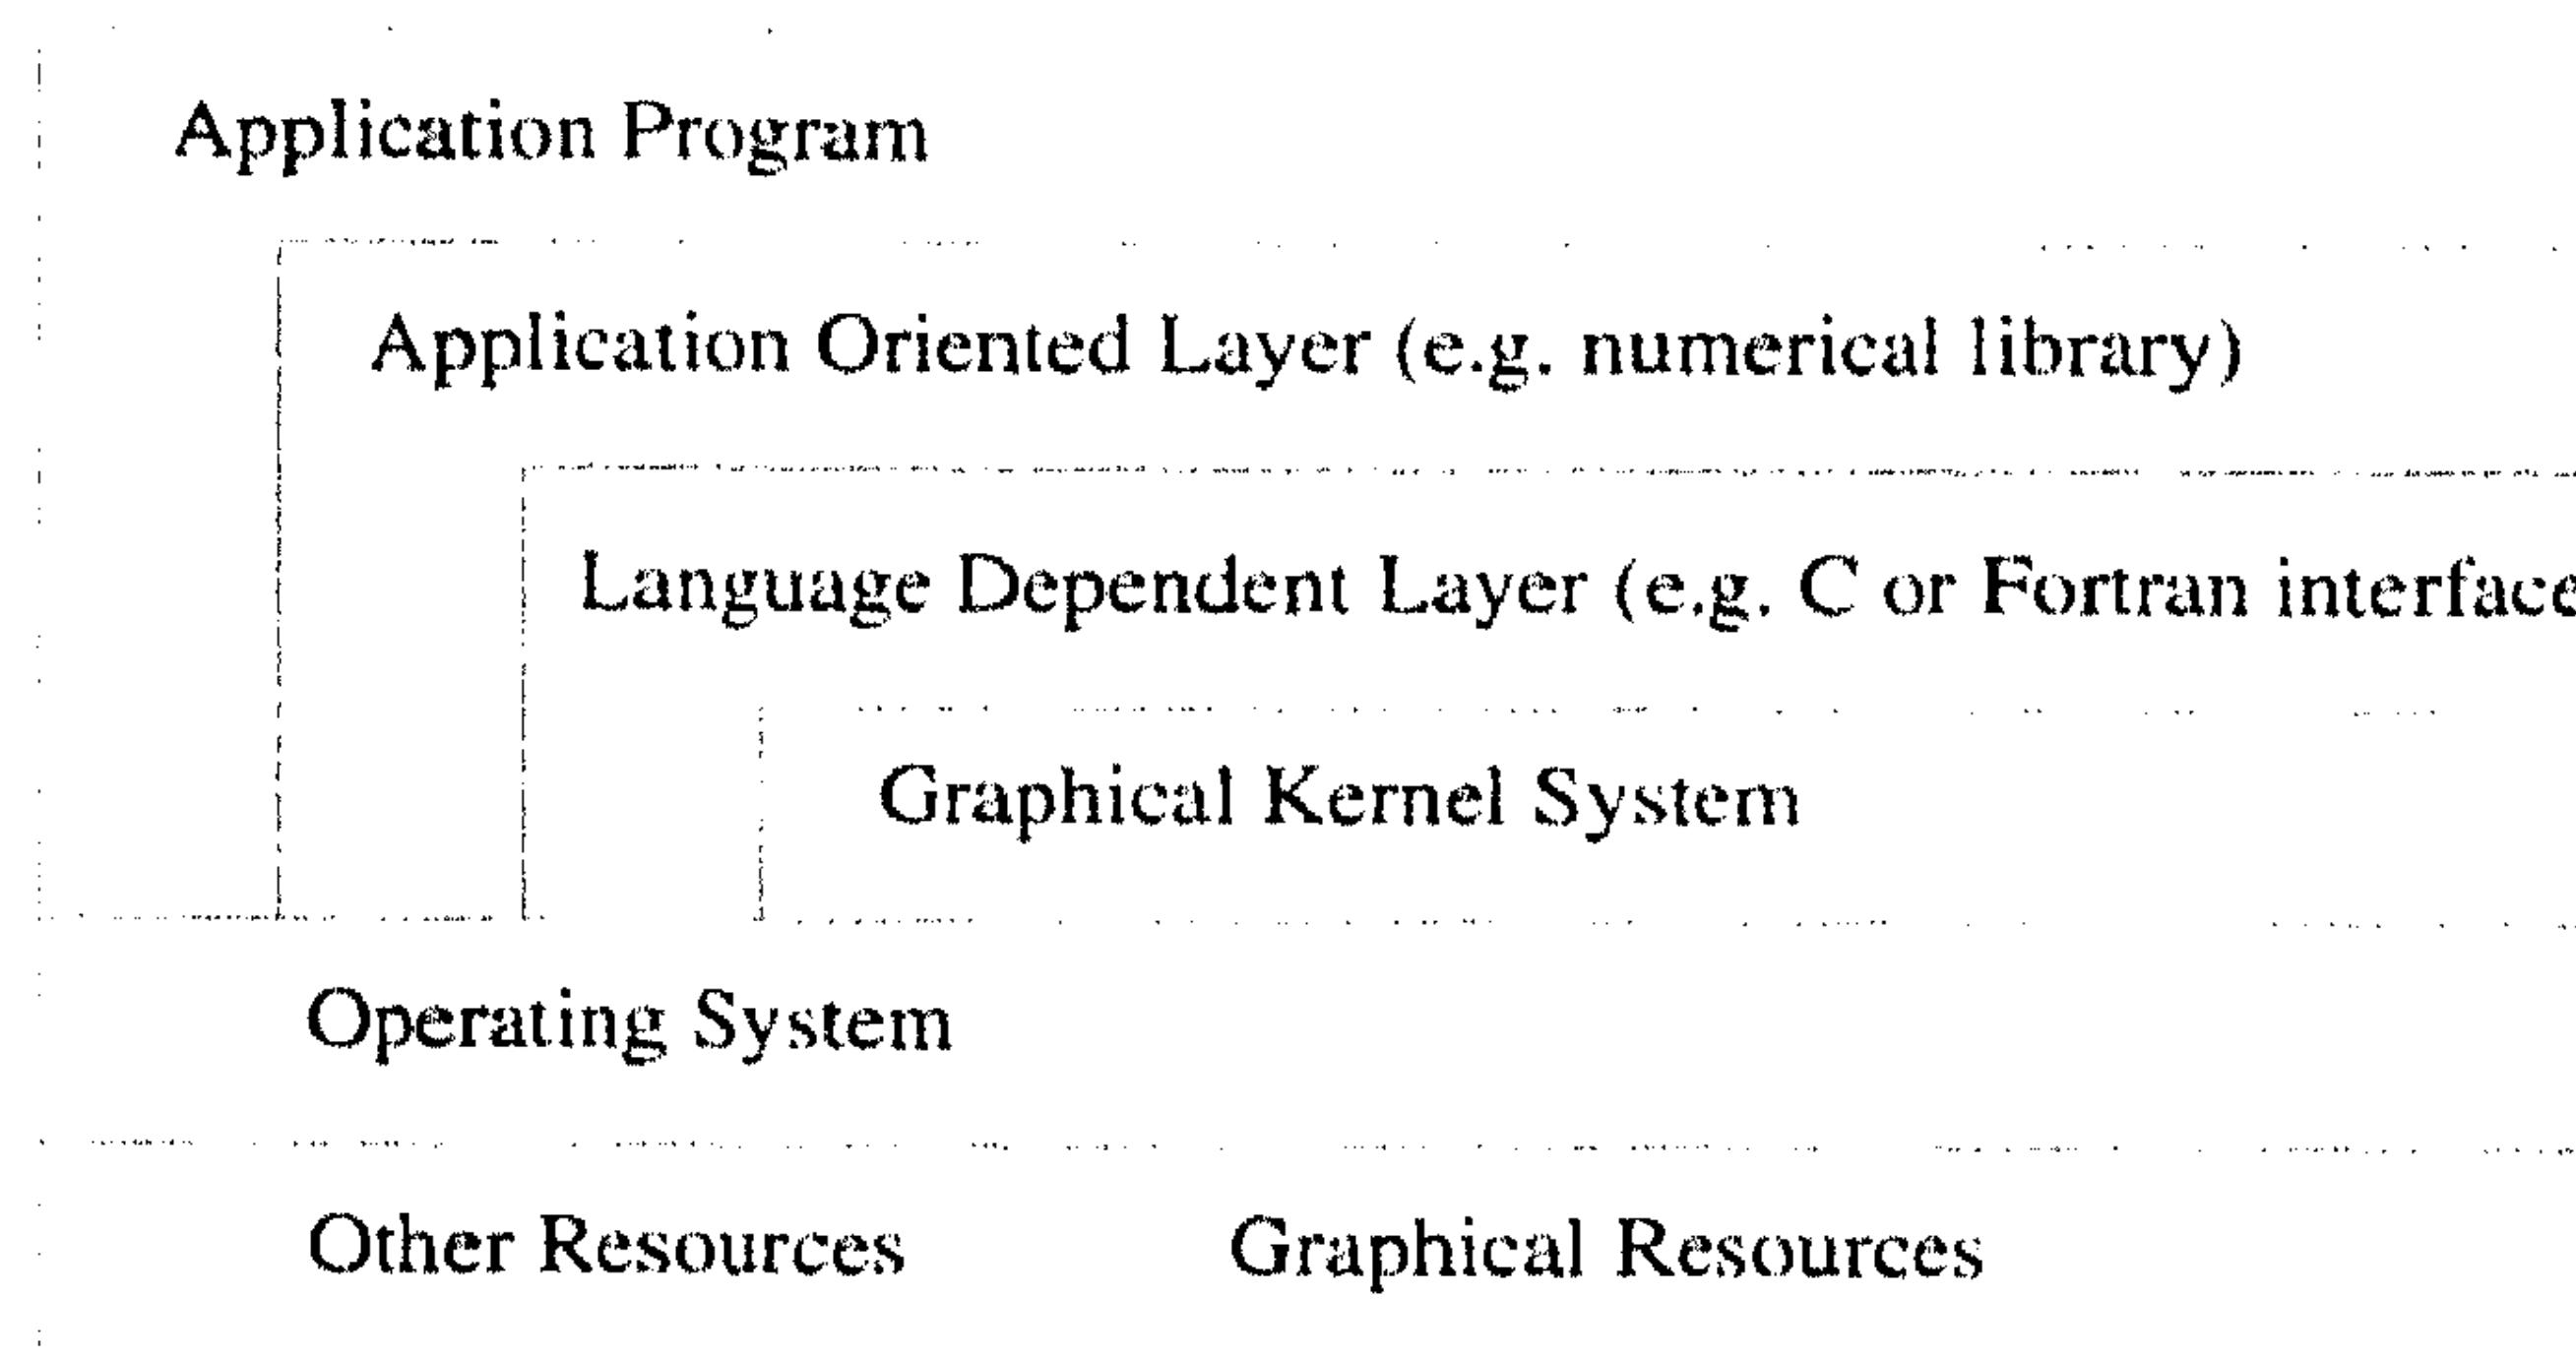 Application Program
Application Oriented Layer (e.g. numerical library)
Language Dependent Layer (e.g. C or Fortran interface
Graphical Kernel System
Operating System
Other Resources Graphical Resources